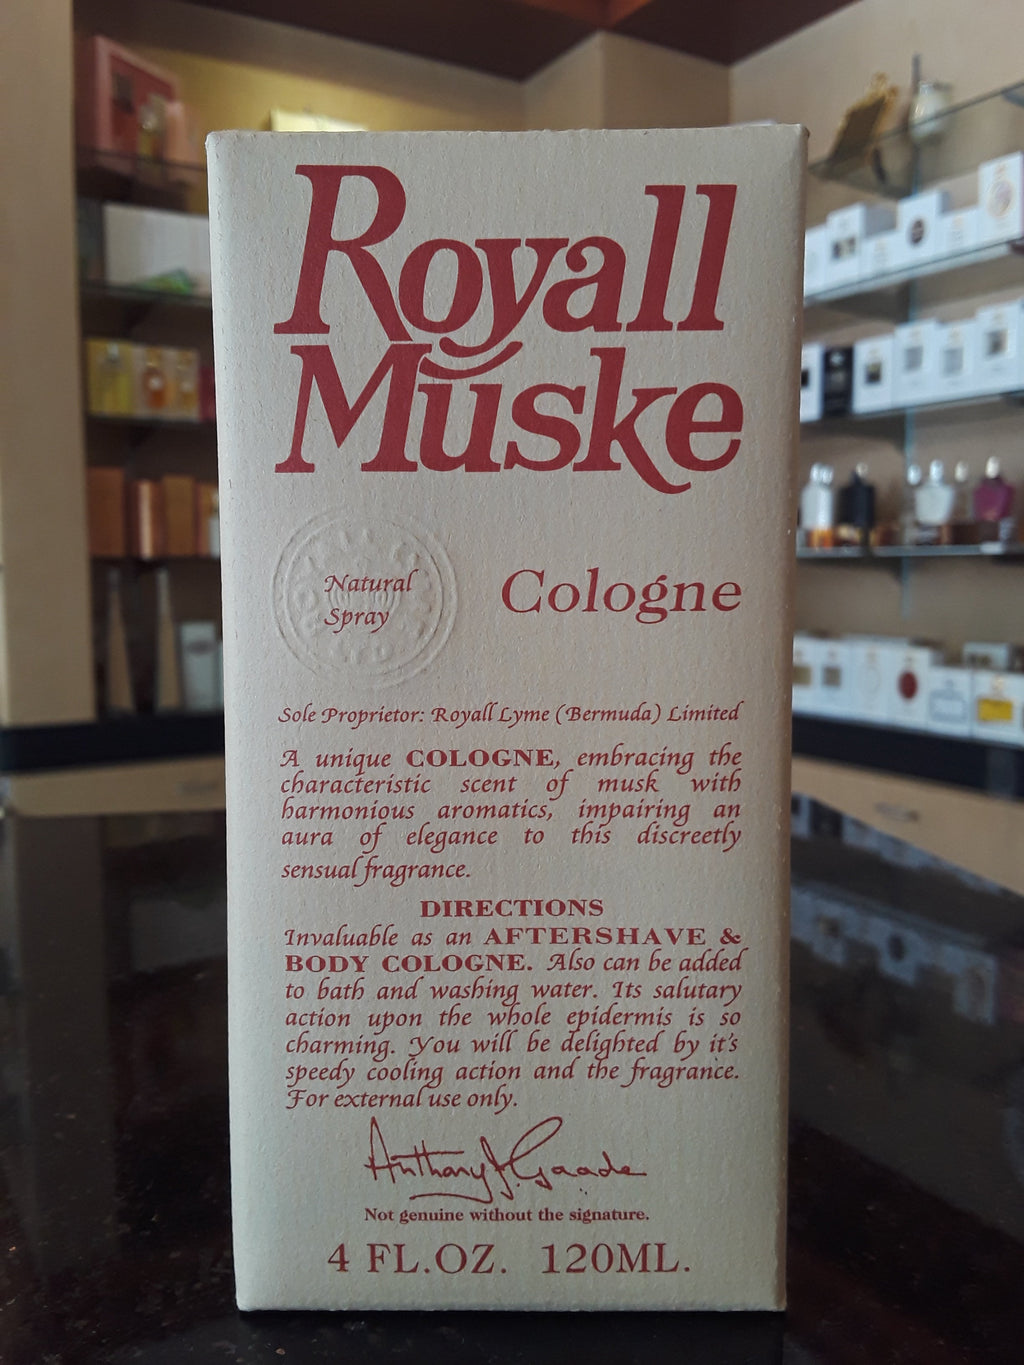 Royall
Muske
Natural
Spray
Cologne
LTD
Sole Proprietor: Royall Lyme (Bermuda) Limited
A unique COLOGNE, embracing the
characteristic scent of musk with
harmonious aromatics, impairing an
aura of elegance to this discreetly
sensual fragrance.
DIRECTIONS
Invaluable as an AFTERSHAVE &
BODY COLOGNE. Also can be added
to bath and washing water. Its salutary
action upon the whole epidermis is so
charming. You will be delighted by it's
speedy cooling action and the fragrance.
For external use only.
Anthony J. Gaade
Not genuine without the signature.
4 FL.OZ. 120ML.